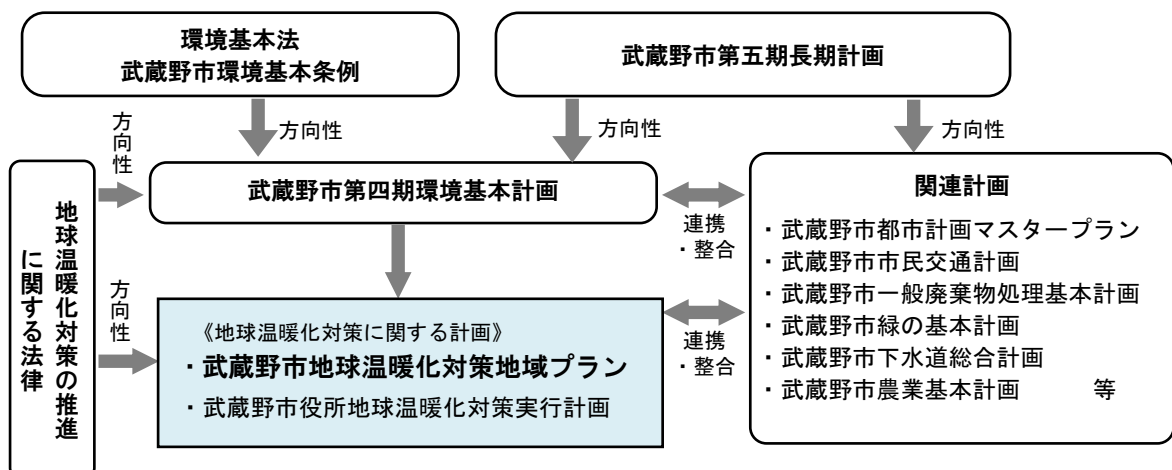 環境基本法
武蔵野市環境基本条例
武蔵野市第五期長期計画
方向性
方向性
方向性
方向性
地球温暖化対策の推進
に関する法律
武蔵野市第四期環境基本計画
連携
・整合
関連計画
・武蔵野市都市計画マスタープラン
・武蔵野市市民交通計画
・武蔵野市一般廃棄物処理基本計画
・武蔵野市緑の基本計画
・武蔵野市下水道総合計画
・武蔵野市農業基本計画　　　等
方向性
《地球温暖化対策に関する計画》
・武蔵野市地球温暖化対策地域プラン
・武蔵野市役所地球温暖化対策実行計画
連携
・整合